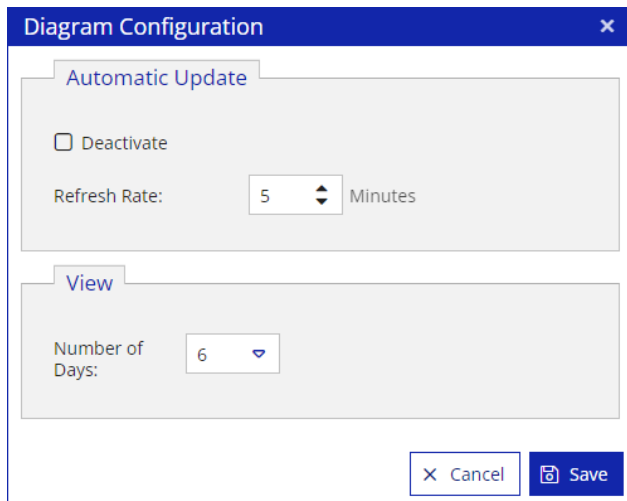 Diagram Configuration
Automatic Update
Deactivate
Refresh Rate: 5 Minutes
View
Number of
Days: 6
Cancel Save